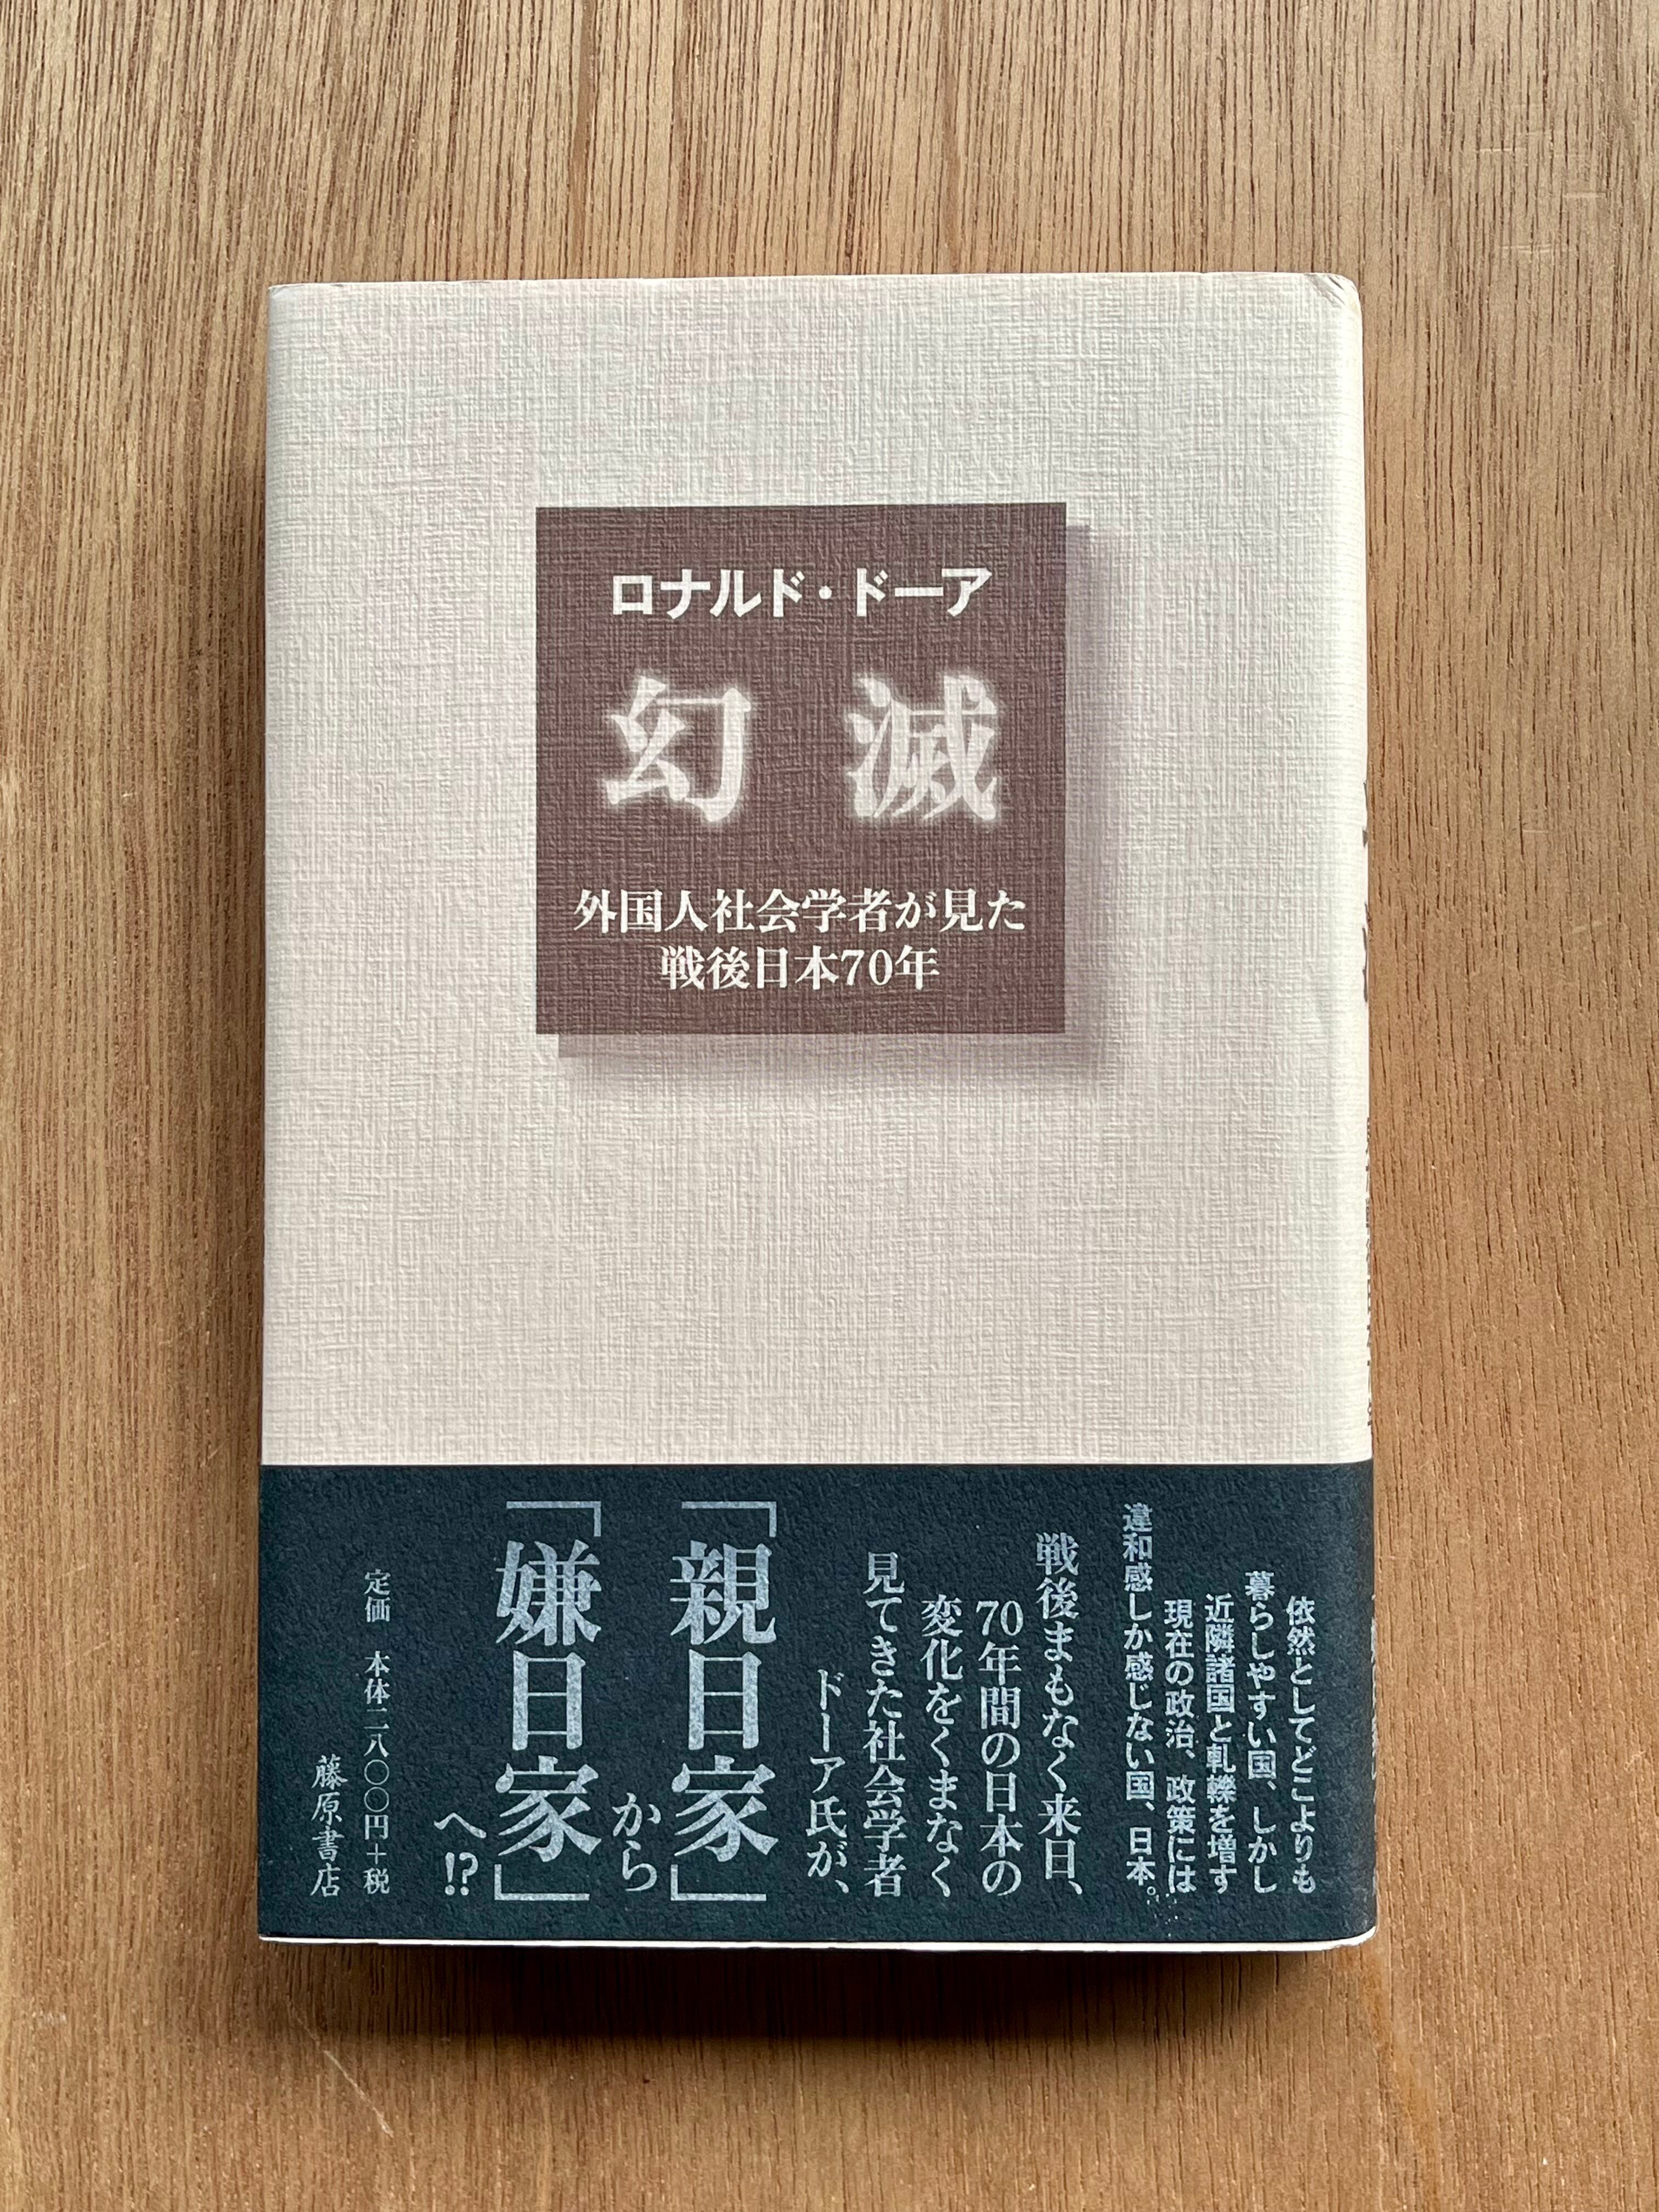 ロナルド・ドーア
幻滅
外国人社会学者が見た
戦後日本70年
依然としてどこよりも
暮らしやすい国、しかし
近隣諸国と軋轢を増す
現在の政治、政策には
違和感しか感じない国、日本。
戦後まもなく来日、
70年間の日本の
変化をくまなく
見てきた社会学者
ドーア氏が、
「親日家」
から
「嫌日家」
へ!?
定価 本体二八〇〇円+税
藤原書店